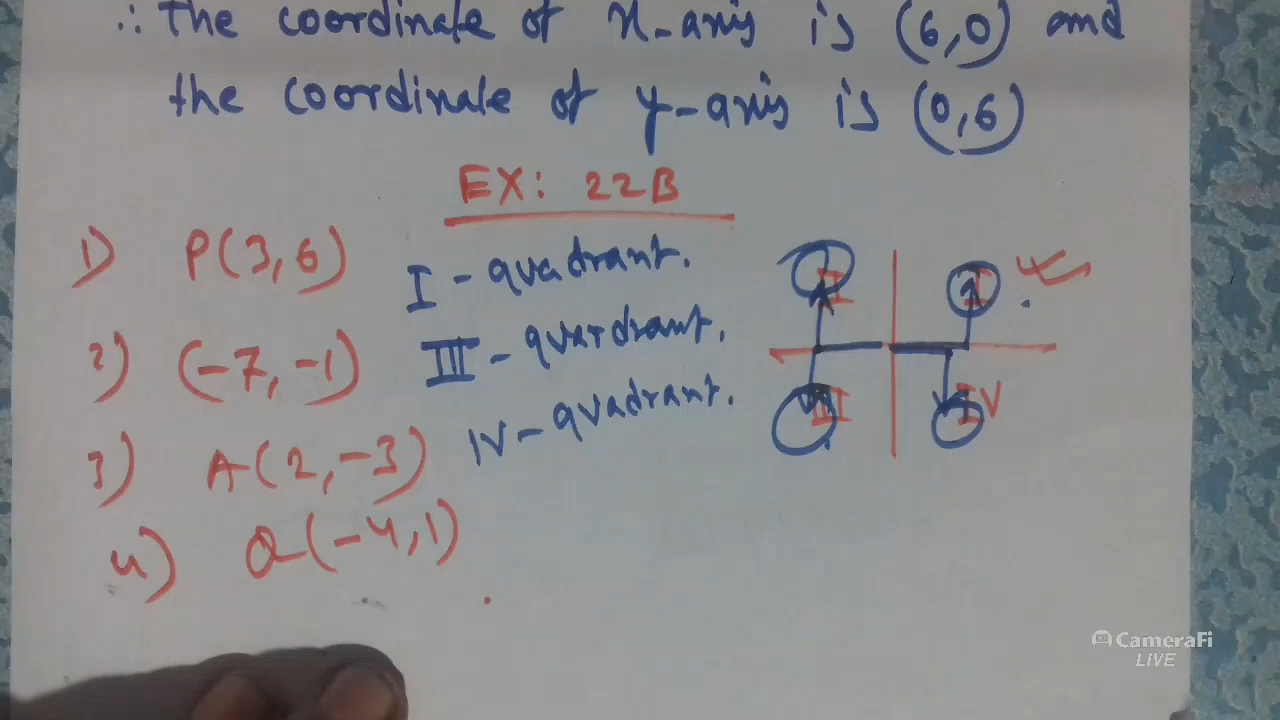 ∴ The coordinate of x-axis is (6,0) and
the coordinate of y-axis is (0,6)
EX: 22B
1) P(3,6) I - quadrant.
2) (-7,-1) III - quardrant.
3) A(2,-3) IV - quadrant.
4) Q(-4,1)
II I
III IV
CameraFi
LIVE